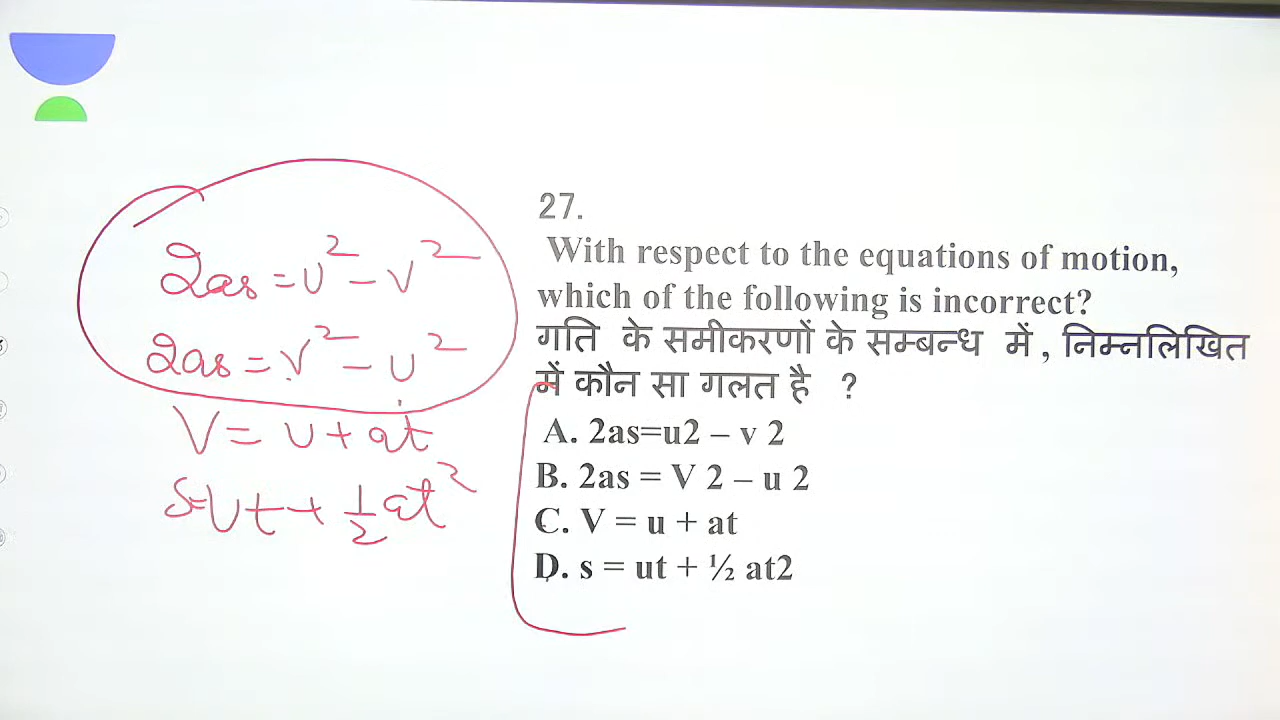 2as = u² – v²
2as = v² – u²
V = u + at
s = ut + ½ at²
27.
With respect to the equations of motion,
which of the following is incorrect?
गति के समीकरणों के सम्बन्ध में , निम्नलिखित
में कौन सा गलत है ?
A. 2as=u2 – v 2
B. 2as = V 2 – u 2
C. V = u + at
D. s = ut + ½ at2